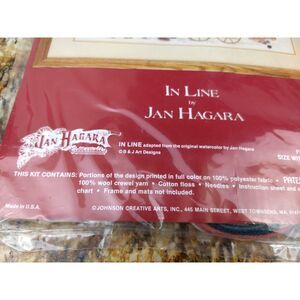 IN LINE
by
JAN HAGARA
JAN HAGARA
IN LINE adapted from the original watercolor by Jan Hagara
© B & J Art Designs
SIZE
THIS KIT CONTAINS: Portions of the design printed in full color on 100% polyester fabric •
100% wool crewel yarn • Cotton floss • Needles • Instruction sheet and
chart • Frame and mat not included.
Made in U.S.A.
©JOHNSON CREATIVE ARTS, INC., 445 MAIN STREET, WEST TOWNSEND, MA